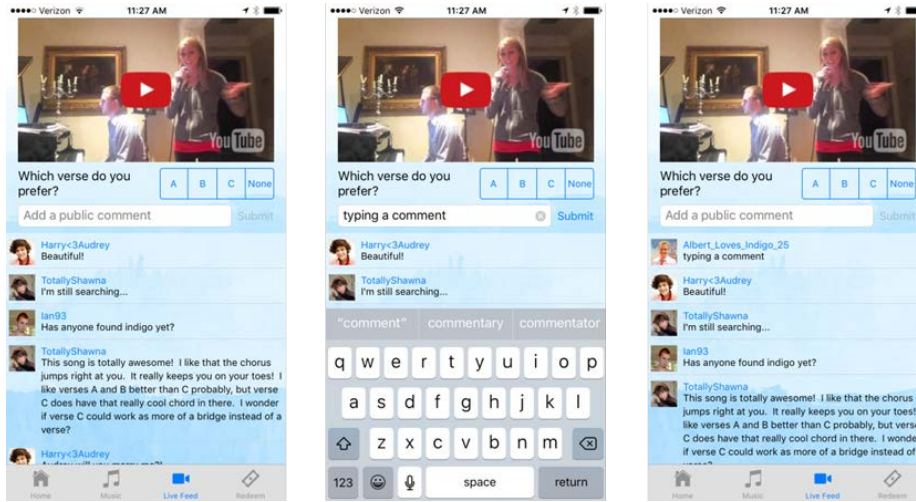 Verizon 11:27 AM
YouTube
Which verse do you
prefer?
A B C None
Add a public comment Submit
Harry<3Audrey
Beautiful!
TotallyShawna
I'm still searching...
Ian93
Has anyone found indigo yet?
TotallyShawna
This song is totally awesome! I like that the chorus
jumps right at you. It really keeps you on your toes! I
like verses A and B better than C probably, but verse
C does have that really cool chord in there. I wonder
if verse C could work as more of a bridge instead of a
verse?
Harry<3Audrey
Home Music Live Feed Redeem
Verizon 11:27 AM
YouTube
Which verse do you
prefer?
A B C None
typing a comment Submit
Harry<3Audrey
Beautiful!
TotallyShawna
I'm still searching...
"comment" commentary commentator
q w e r t y u i o p
a s d f g h j k l
z x c v b n m
123 space return
Verizon 11:27 AM
YouTube
Which verse do you
prefer?
A B C None
Add a public comment Submit
Albert_Loves_Indigo_25
typing a comment
Harry<3Audrey
Beautiful!
TotallyShawna
I'm still searching...
Ian93
Has anyone found indigo yet?
TotallyShawna
This song is totally awesome! I like that the chorus
jumps right at you. It really keeps you on your toes!
like verses A and B better than C probably, but verse
C does have that really cool chord in there. I wonde
if verse C could work as more of a bridge instead of
Home Music Live Feed Redeem